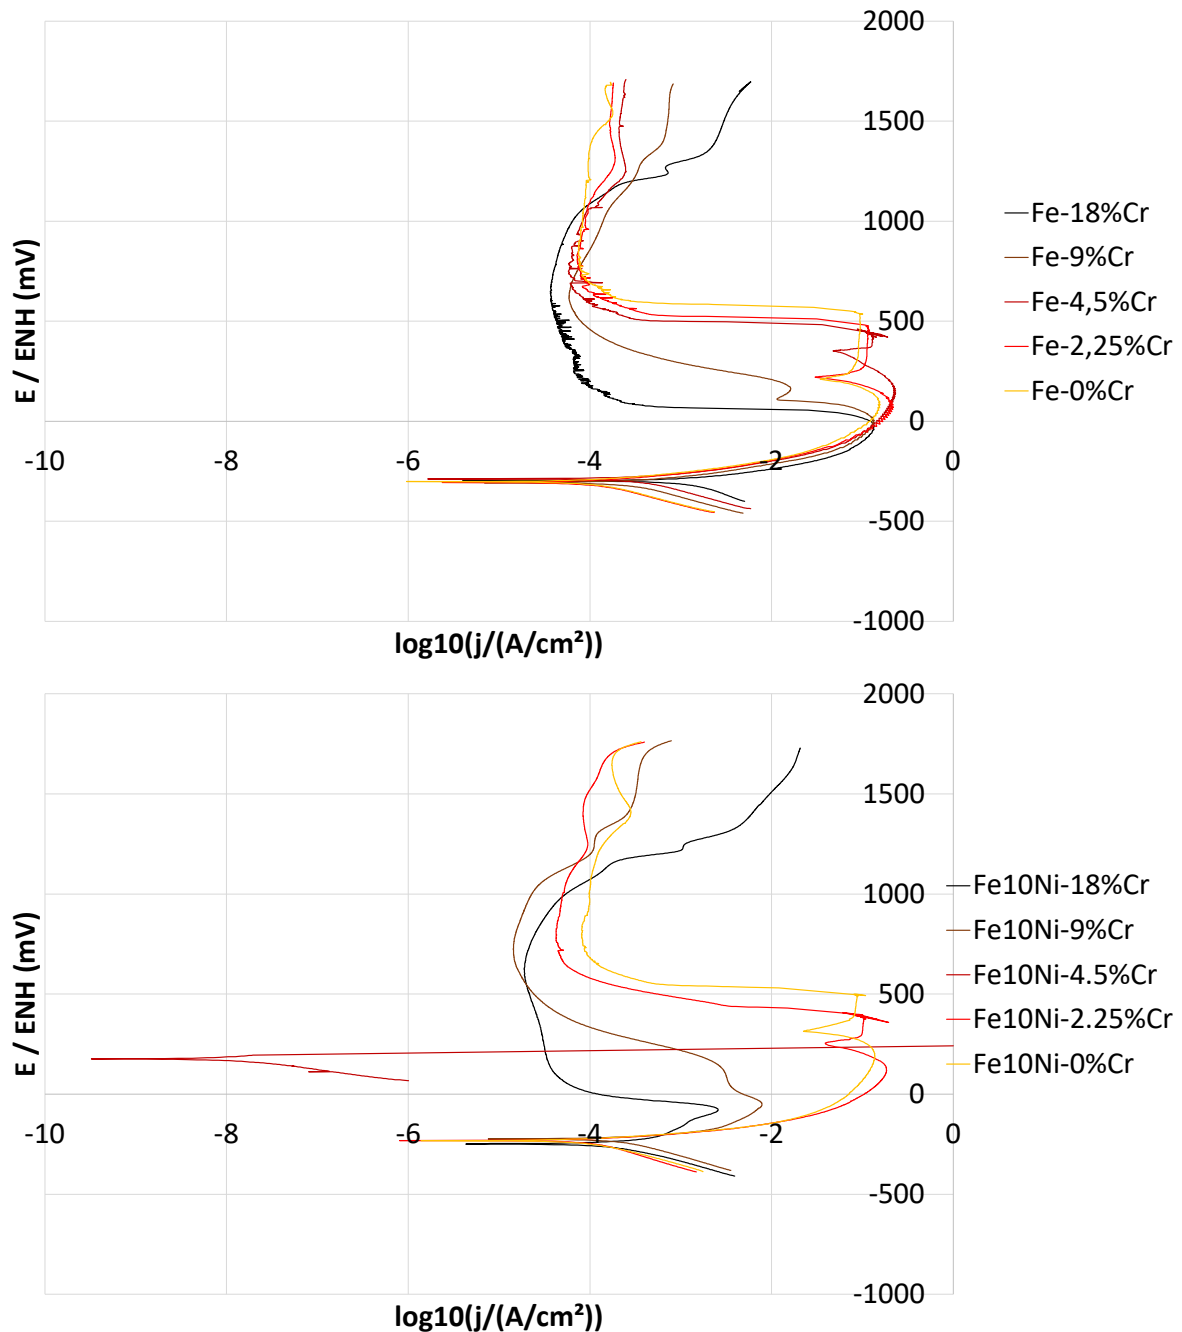 2000
1500
1000
500
0
-500
-1000
-10
-8
-6
-4
-2
0
E / ENH (mV)
log10(j/(A/cm²))
Fe-18%Cr
Fe-9%Cr
Fe-4,5%Cr
Fe-2,25%Cr
Fe-0%Cr
2000
1500
1000
500
0
-500
-1000
-10
-8
-6
-4
-2
0
E / ENH (mV)
log10(j/(A/cm²))
Fe10Ni-18%Cr
Fe10Ni-9%Cr
Fe10Ni-4.5%Cr
Fe10Ni-2.25%Cr
Fe10Ni-0%Cr